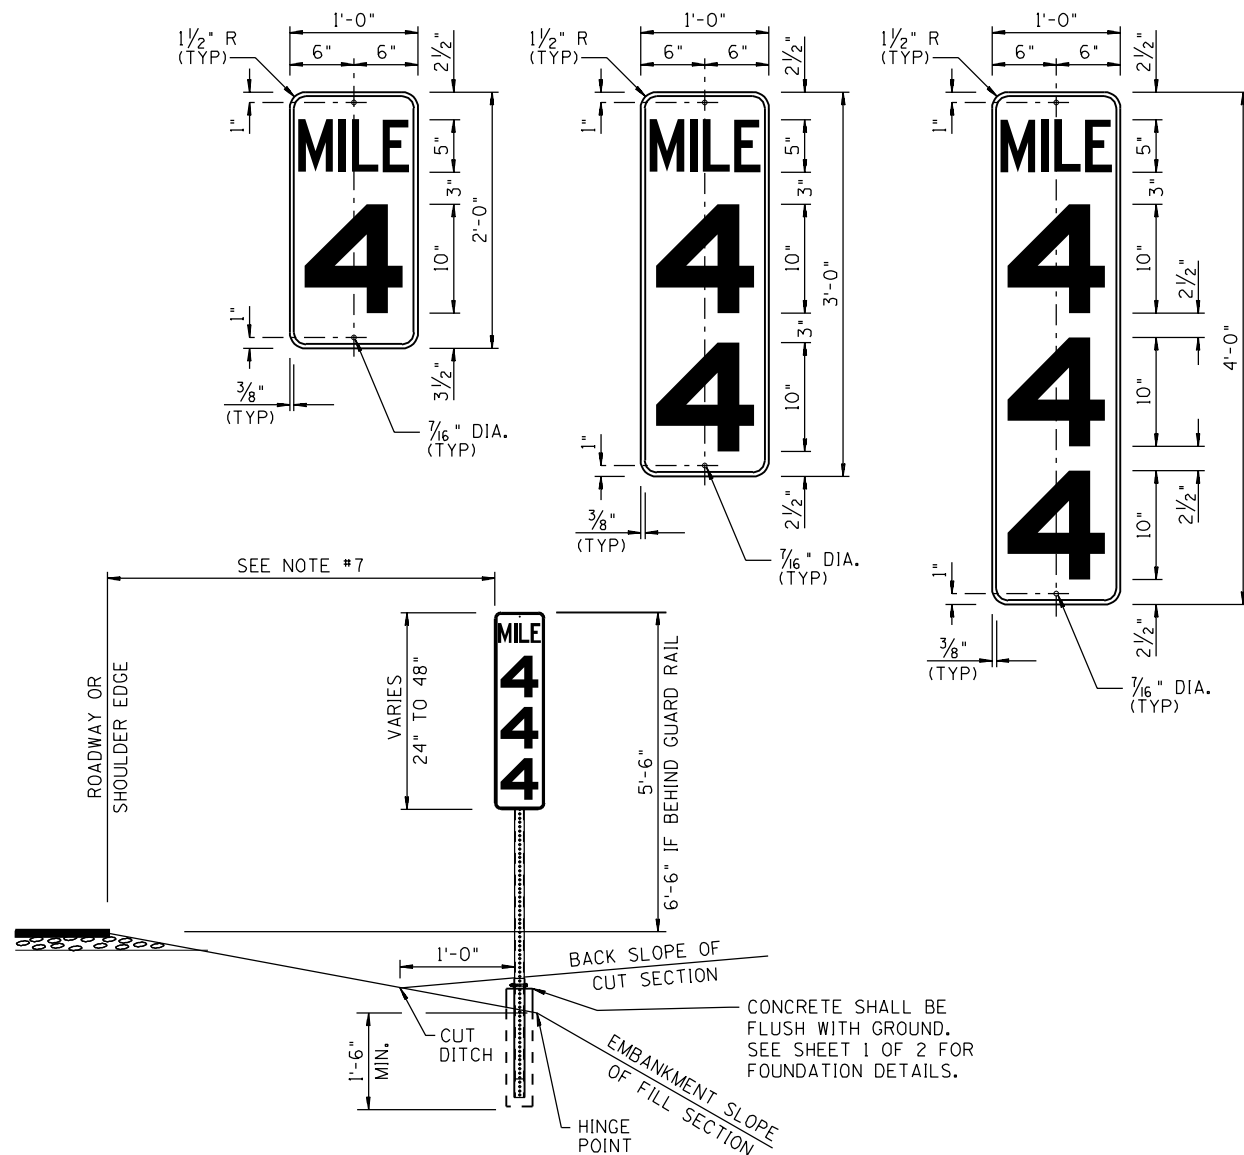 1'-0"
6" 6"
1½" R
(TYP)
2½"
1"
MILE
5"
3"
4
10"
2'-0"
1"
3½"
⅜"
(TYP)
7/16" DIA.
(TYP)
1'-0"
6" 6"
1½" R
(TYP)
2½"
1"
MILE
5"
3"
4
10"
3"
3'-0"
4
10"
1"
2½"
⅜"
(TYP)
7/16" DIA.
(TYP)
1'-0"
6" 6"
1½" R
(TYP)
2½"
1"
MILE
5"
3"
4
10"
2½"
4
10"
4'-0"
2½"
4
10"
1"
2½"
⅜"
(TYP)
7/16" DIA.
(TYP)
SEE NOTE #7
ROADWAY OR
SHOULDER EDGE
VARIES
24" TO 48"
MILE
4
4
4
5'-6"
6'-6" IF BEHIND GUARD RAIL
1'-0"
BACK SLOPE OF
CUT SECTION
CUT
DITCH
1'-6"
MIN.
CONCRETE SHALL BE
FLUSH WITH GROUND.
SEE SHEET 1 OF 2 FOR
FOUNDATION DETAILS.
EMBANKMENT SLOPE
OF FILL SECTION
HINGE
POINT